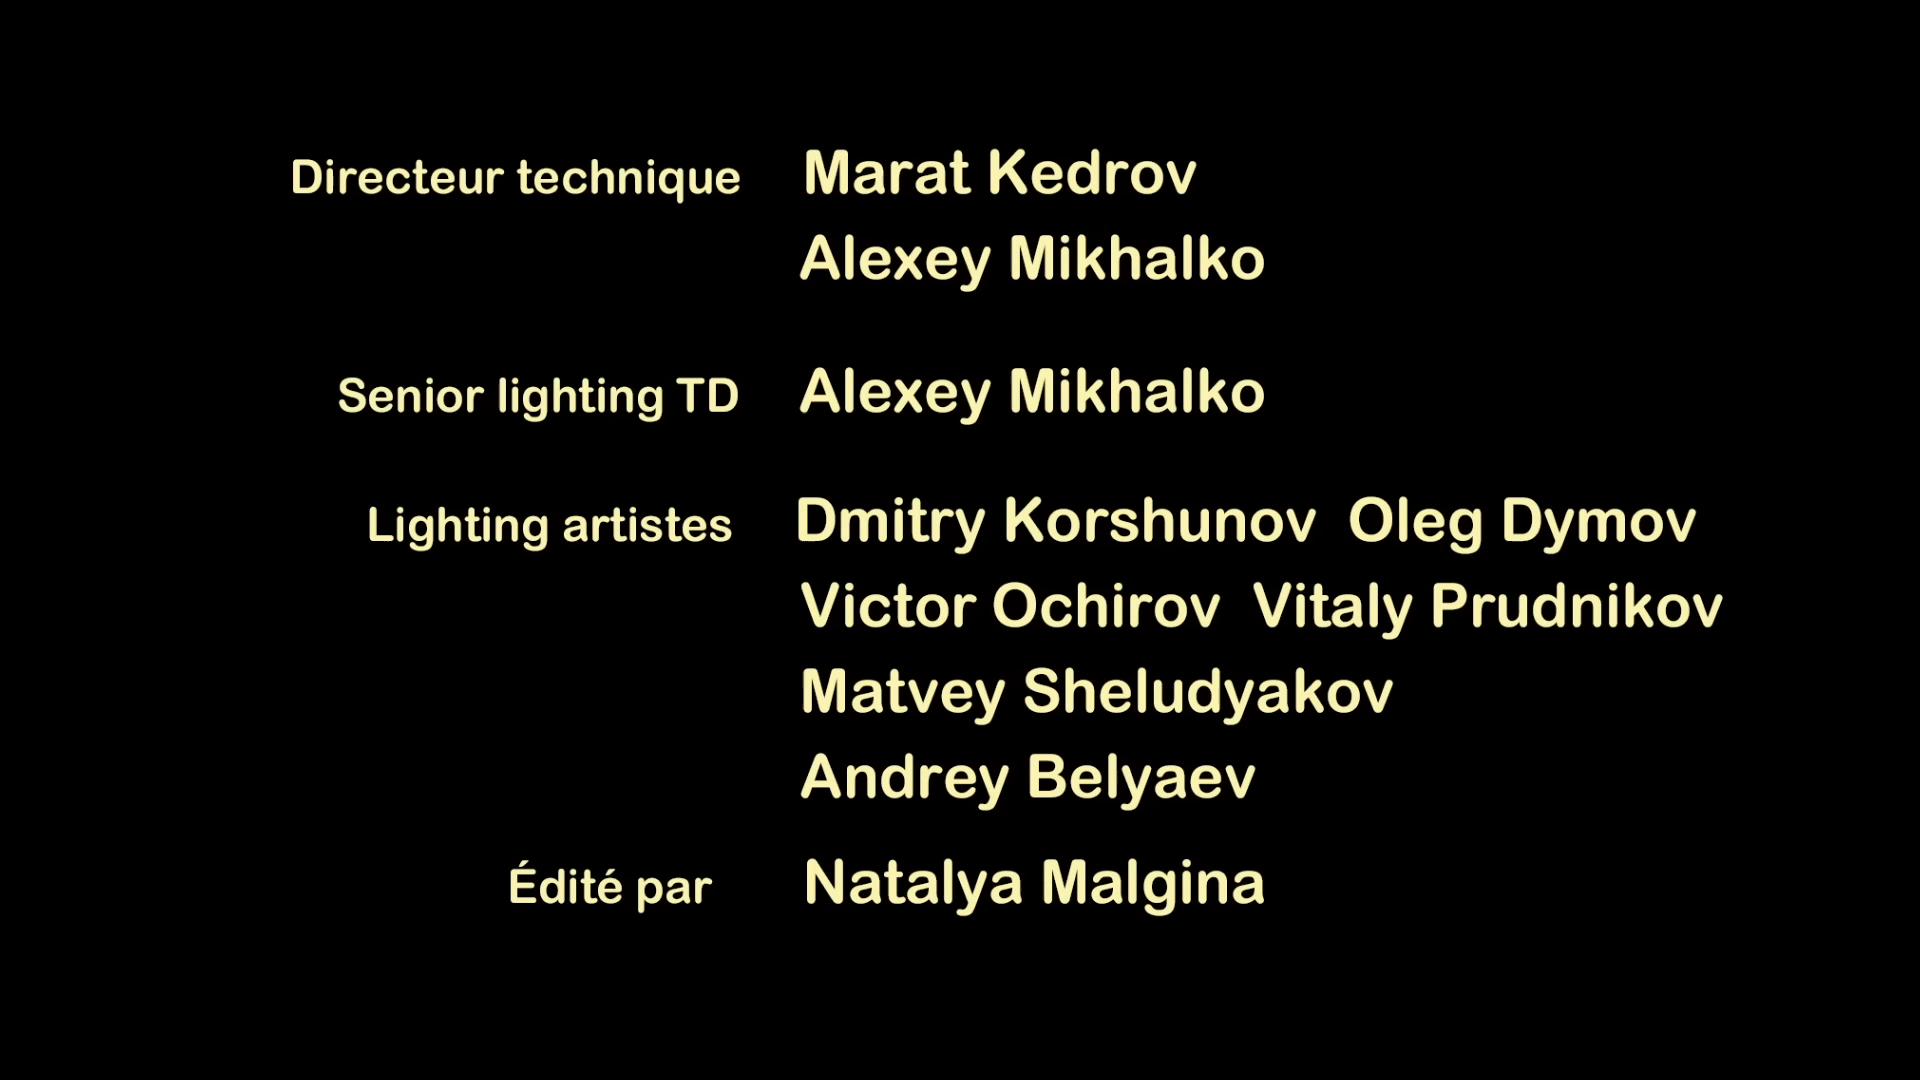 Directeur technique Marat Kedrov
Alexey Mikhalko
Senior lighting TD Alexey Mikhalko
Lighting artistes Dmitry Korshunov Oleg Dymov
Victor Ochirov Vitaly Prudnikov
Matvey Sheludyakov
Andrey Belyaev
Édité par Natalya Malgina